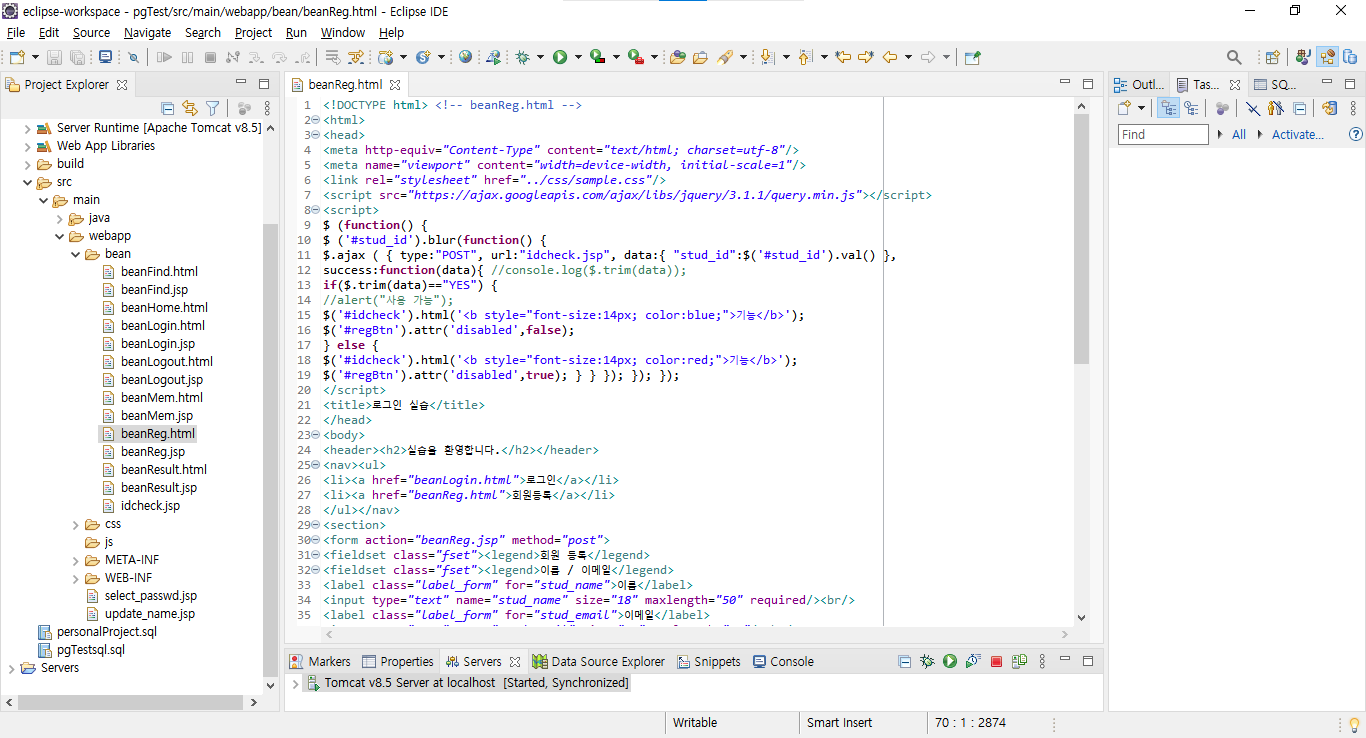 eclipse-workspace - pgTest/src/main/webapp/bean/beanReg.html - Eclipse IDE
File Edit Source Navigate Search Project Run Window Help
Project Explorer
Server Runtime [Apache Tomcat v8.5]
Web App Libraries
build
src
main
java
webapp
bean
beanFind.html
beanFind.jsp
beanHome.html
beanLogin.html
beanLogin.jsp
beanLogout.html
beanLogout.jsp
beanMem.html
beanMem.jsp
beanReg.html
beanReg.jsp
beanResult.html
beanResult.jsp
idcheck.jsp
css
js
META-INF
WEB-INF
select_passwd.jsp
update_name.jsp
personalProject.sql
pgTestsql.sql
Servers
beanReg.html
1 <!DOCTYPE html> <!-- beanReg.html -->
2 <html>
3 <head>
4 <meta http-equiv="Content-Type" content="text/html; charset=utf-8"/>
5 <meta name="viewport" content="width=device-width, initial-scale=1"/>
6 <link rel="stylesheet" href="../css/sample.css"/>
7 <script src="https://ajax.googleapis.com/ajax/libs/jquery/3.1.1/query.min.js"></script>
8 <script>
9 $ (function() {
10 $ ('#stud_id').blur(function() {
11 $.ajax ( { type:"POST", url:"idcheck.jsp", data:{ "stud_id":$('#stud_id').val() },
12 success:function(data){ //console.log($.trim(data));
13 if($.trim(data)=="YES") {
14 //alert("사용 가능");
15 $('#idcheck').html('<b style="font-size:14px; color:blue;">기능</b>');
16 $('#regBtn').attr('disabled',false);
17 } else {
18 $('#idcheck').html('<b style="font-size:14px; color:red;">기능</b>');
19 $('#regBtn').attr('disabled',true); } } }); }); });
20 </script>
21 <title>로그인 실습</title>
22 </head>
23 <body>
24 <header><h2>실습을 환영합니다.</h2></header>
25 <nav><ul>
26 <li><a href="beanLogin.html">로그인</a></li>
27 <li><a href="beanReg.html">회원등록</a></li>
28 </ul></nav>
29 <section>
30 <form action="beanReg.jsp" method="post">
31 <fieldset class="fset"><legend>회원 등록</legend>
32 <fieldset class="fset"><legend>이름 / 이메일</legend>
33 <label class="label_form" for="stud_name">이름</label>
34 <input type="text" name="stud_name" size="18" maxlength="50" required/><br/>
35 <label class="label_form" for="stud_email">이메일</label>
Outl... Tas... SQ...
Find All Activate... ?
Markers Properties Servers Data Source Explorer Snippets Console
Tomcat v8.5 Server at localhost [Started, Synchronized]
Writable Smart Insert 70 : 1 : 2874